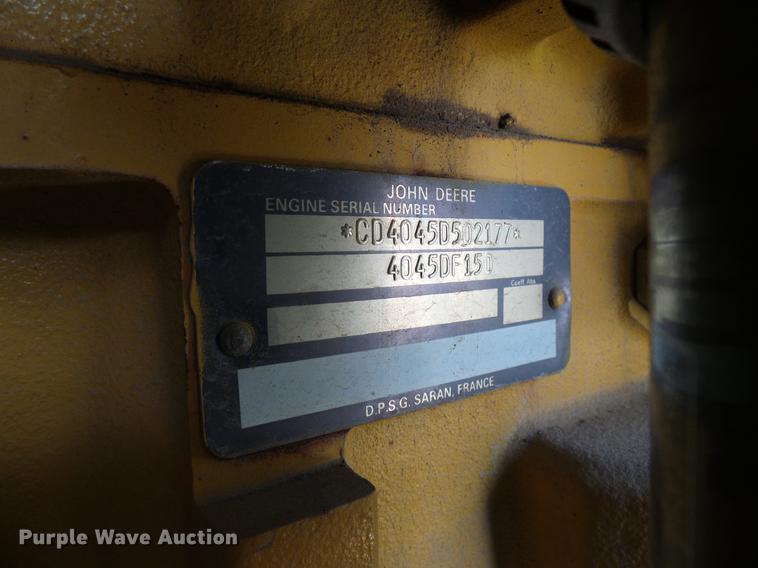 JOHN DEERE
ENGINE SERIAL NUMBER
*CD4045D502177*
4045DF150
Coeff. Abs
D.P.S.G. SARAN, FRANCE
Purple Wave Auction